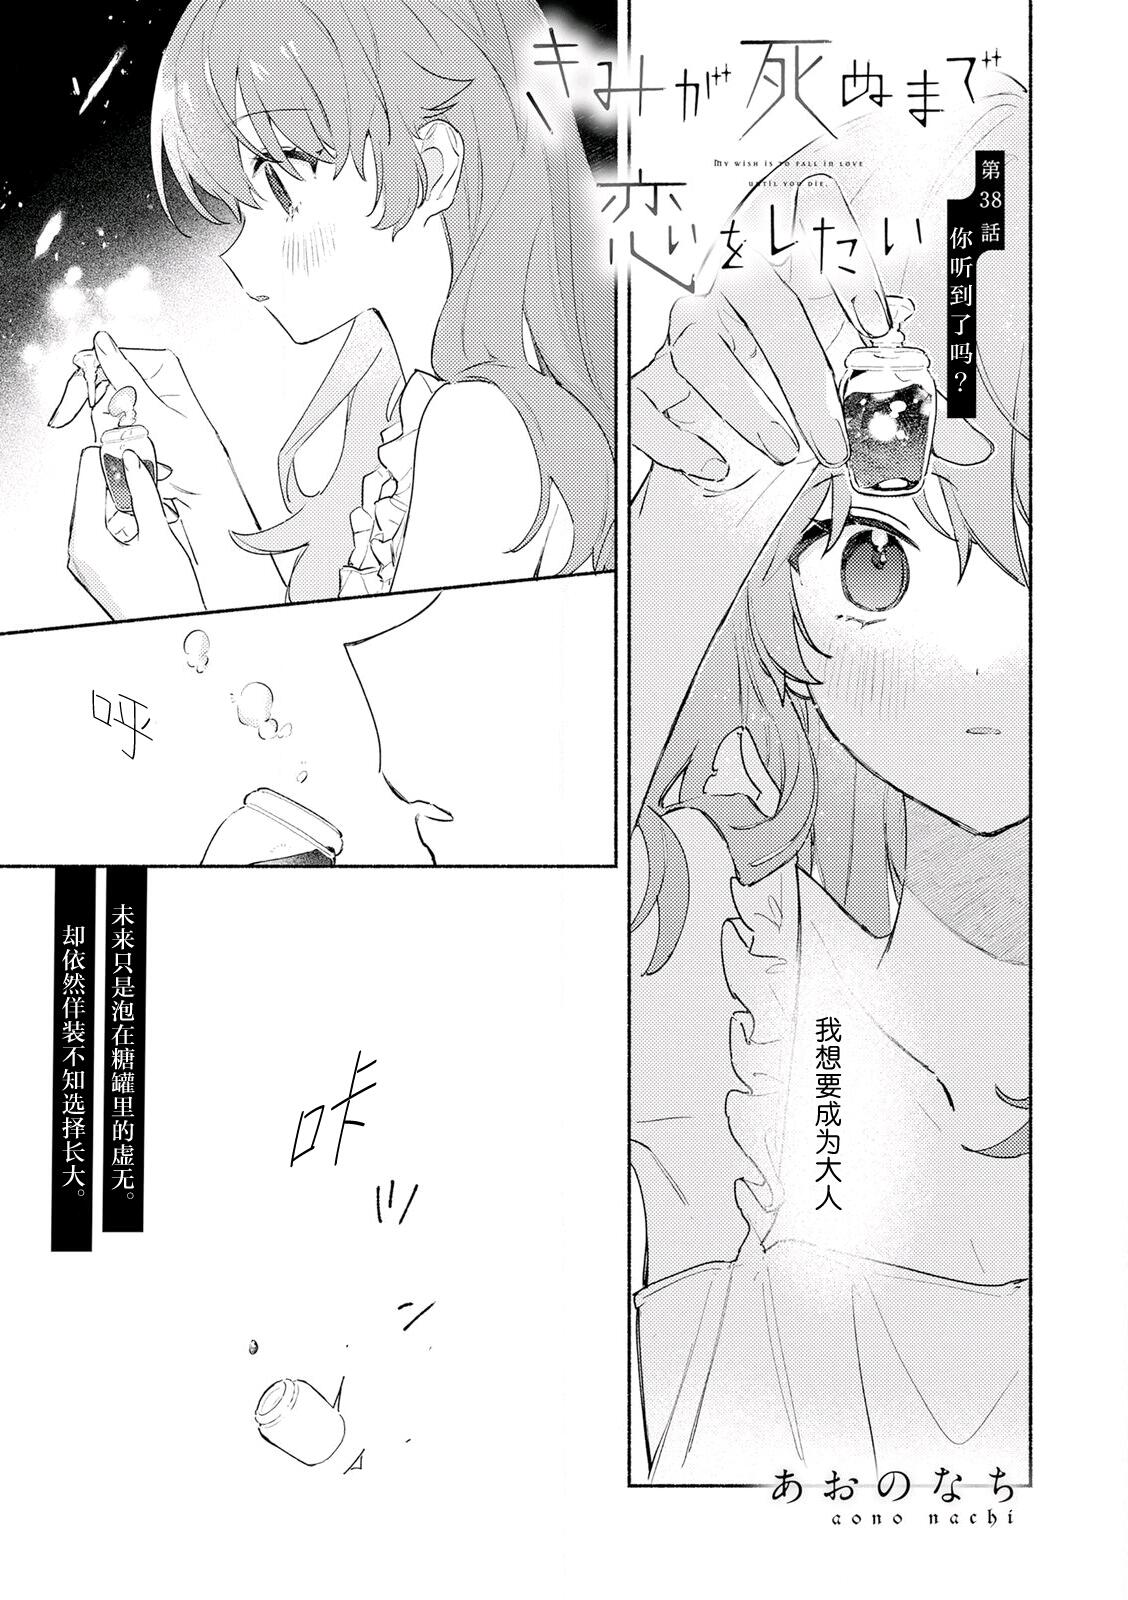 きみが死ぬまで
恋をしたい
MY WISH IS TO FALL IN LOVE
UNTIL YOU DIE.
第38話
你听到了吗？
我想要成为大人
あおのなち
aono nachi
呼
咔
ツ
ン
未来只是泡在糖罐里的虚无。
却依然佯装不知选择长大。